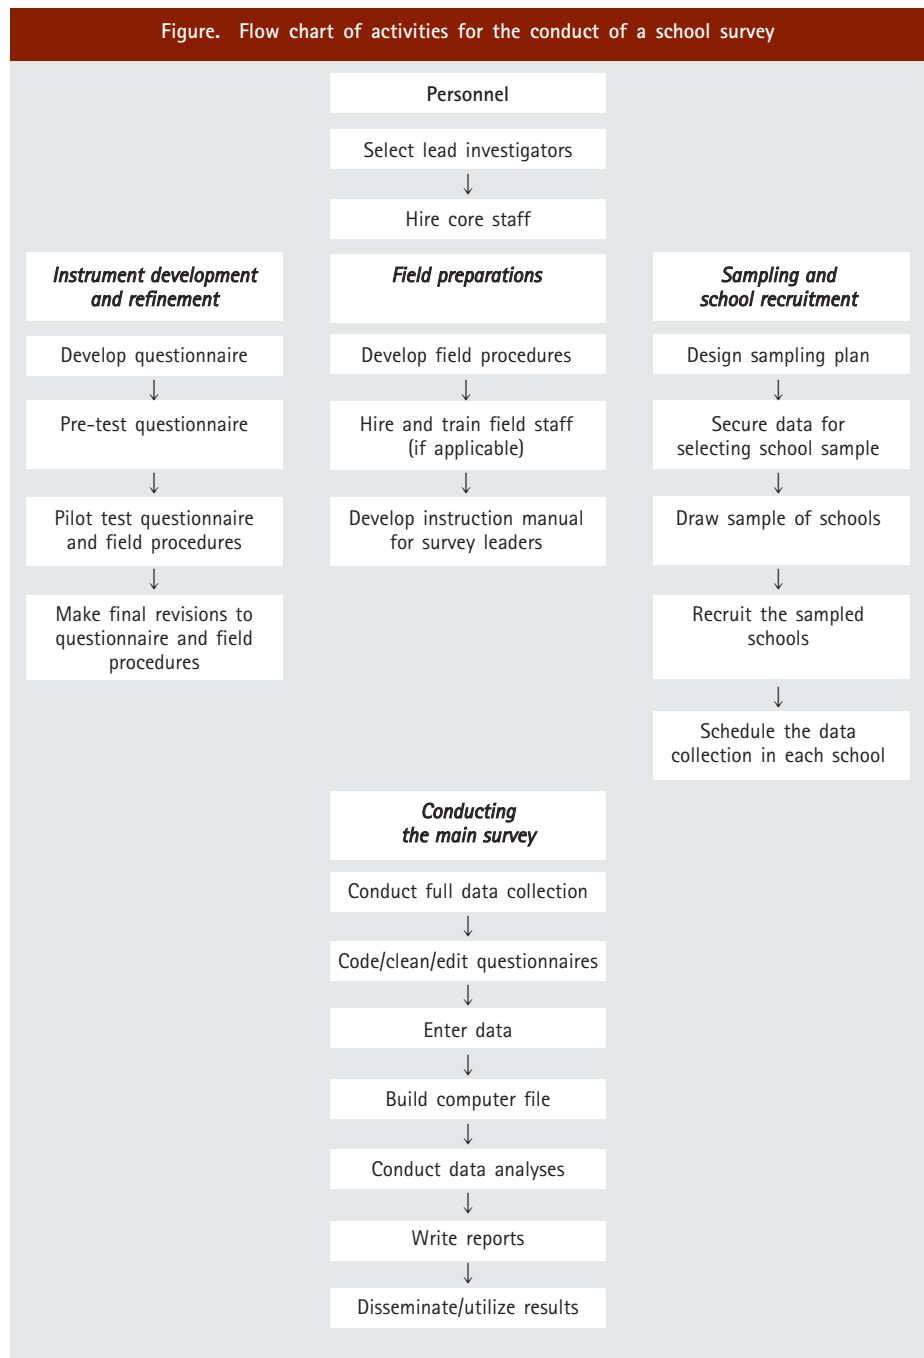 Figure. Flow chart of activities for the conduct of a school survey
Personnel
Select lead investigators
↓
Hire core staff
Instrument development
and refinement
Develop questionnaire
↓
Pre-test questionnaire
↓
Pilot test questionnaire
and field procedures
↓
Make final revisions to
questionnaire and field
procedures
Field preparations
Develop field procedures
↓
Hire and train field staff
(if applicable)
↓
Develop instruction manual
for survey leaders
Sampling and
school recruitment
Design sampling plan
↓
Secure data for
selecting school sample
↓
Draw sample of schools
↓
Recruit the sampled
schools
↓
Schedule the data
collection in each school
Conducting
the main survey
Conduct full data collection
↓
Code/clean/edit questionnaires
↓
Enter data
↓
Build computer file
↓
Conduct data analyses
↓
Write reports
↓
Disseminate/utilize results